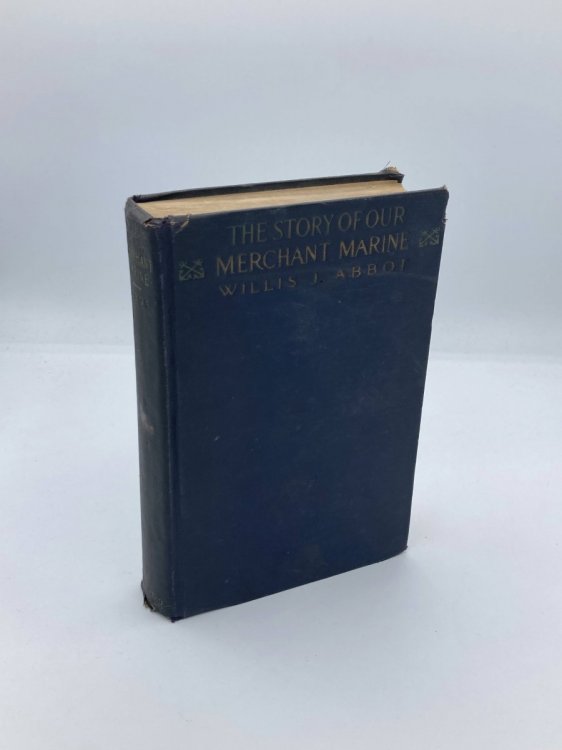 THE STORY OF OUR
MERCHANT MARINE
WILLIS J. ABBOT